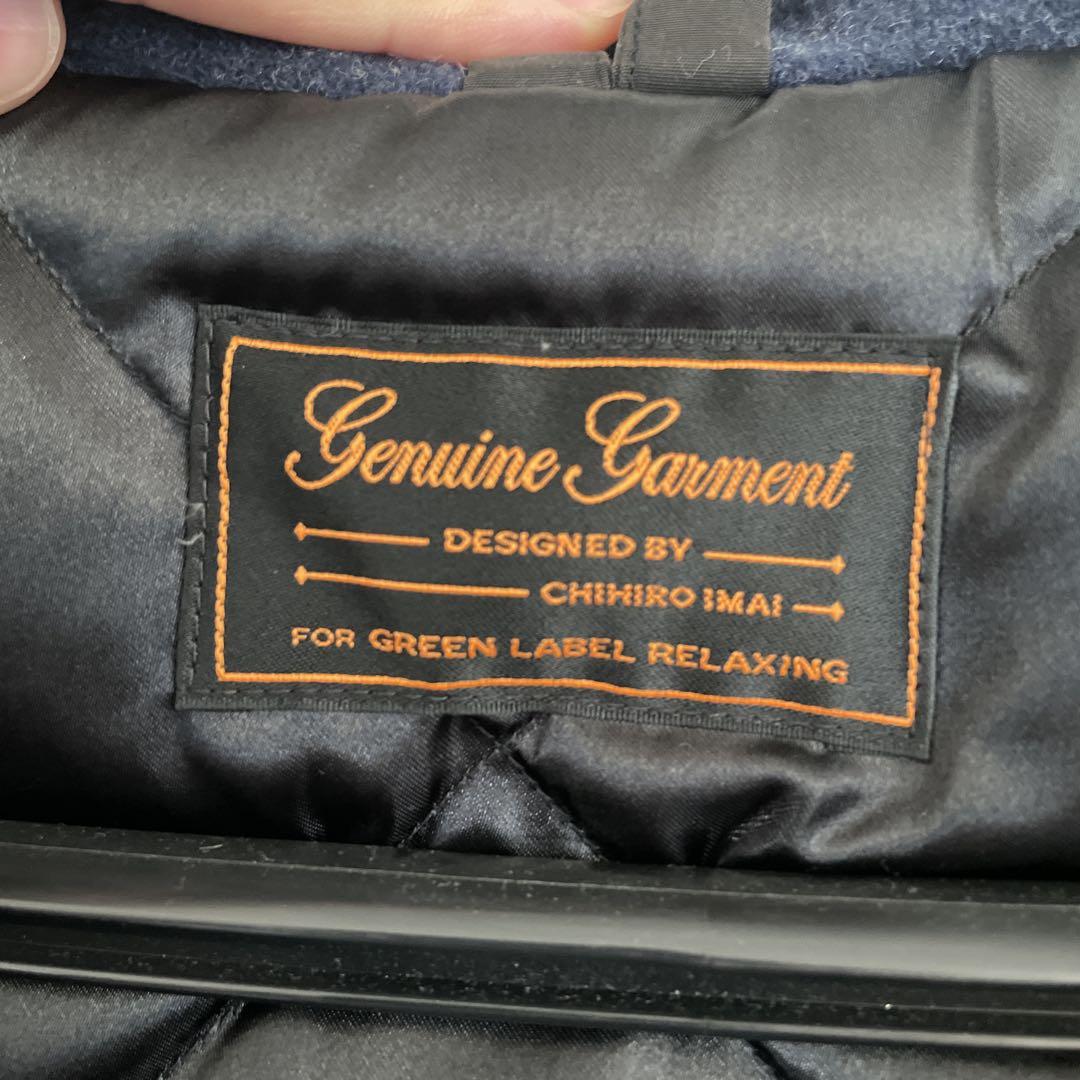 Genuine Garment
DESIGNED BY
CHIHIRO IMAI
FOR GREEN LABEL RELAXING